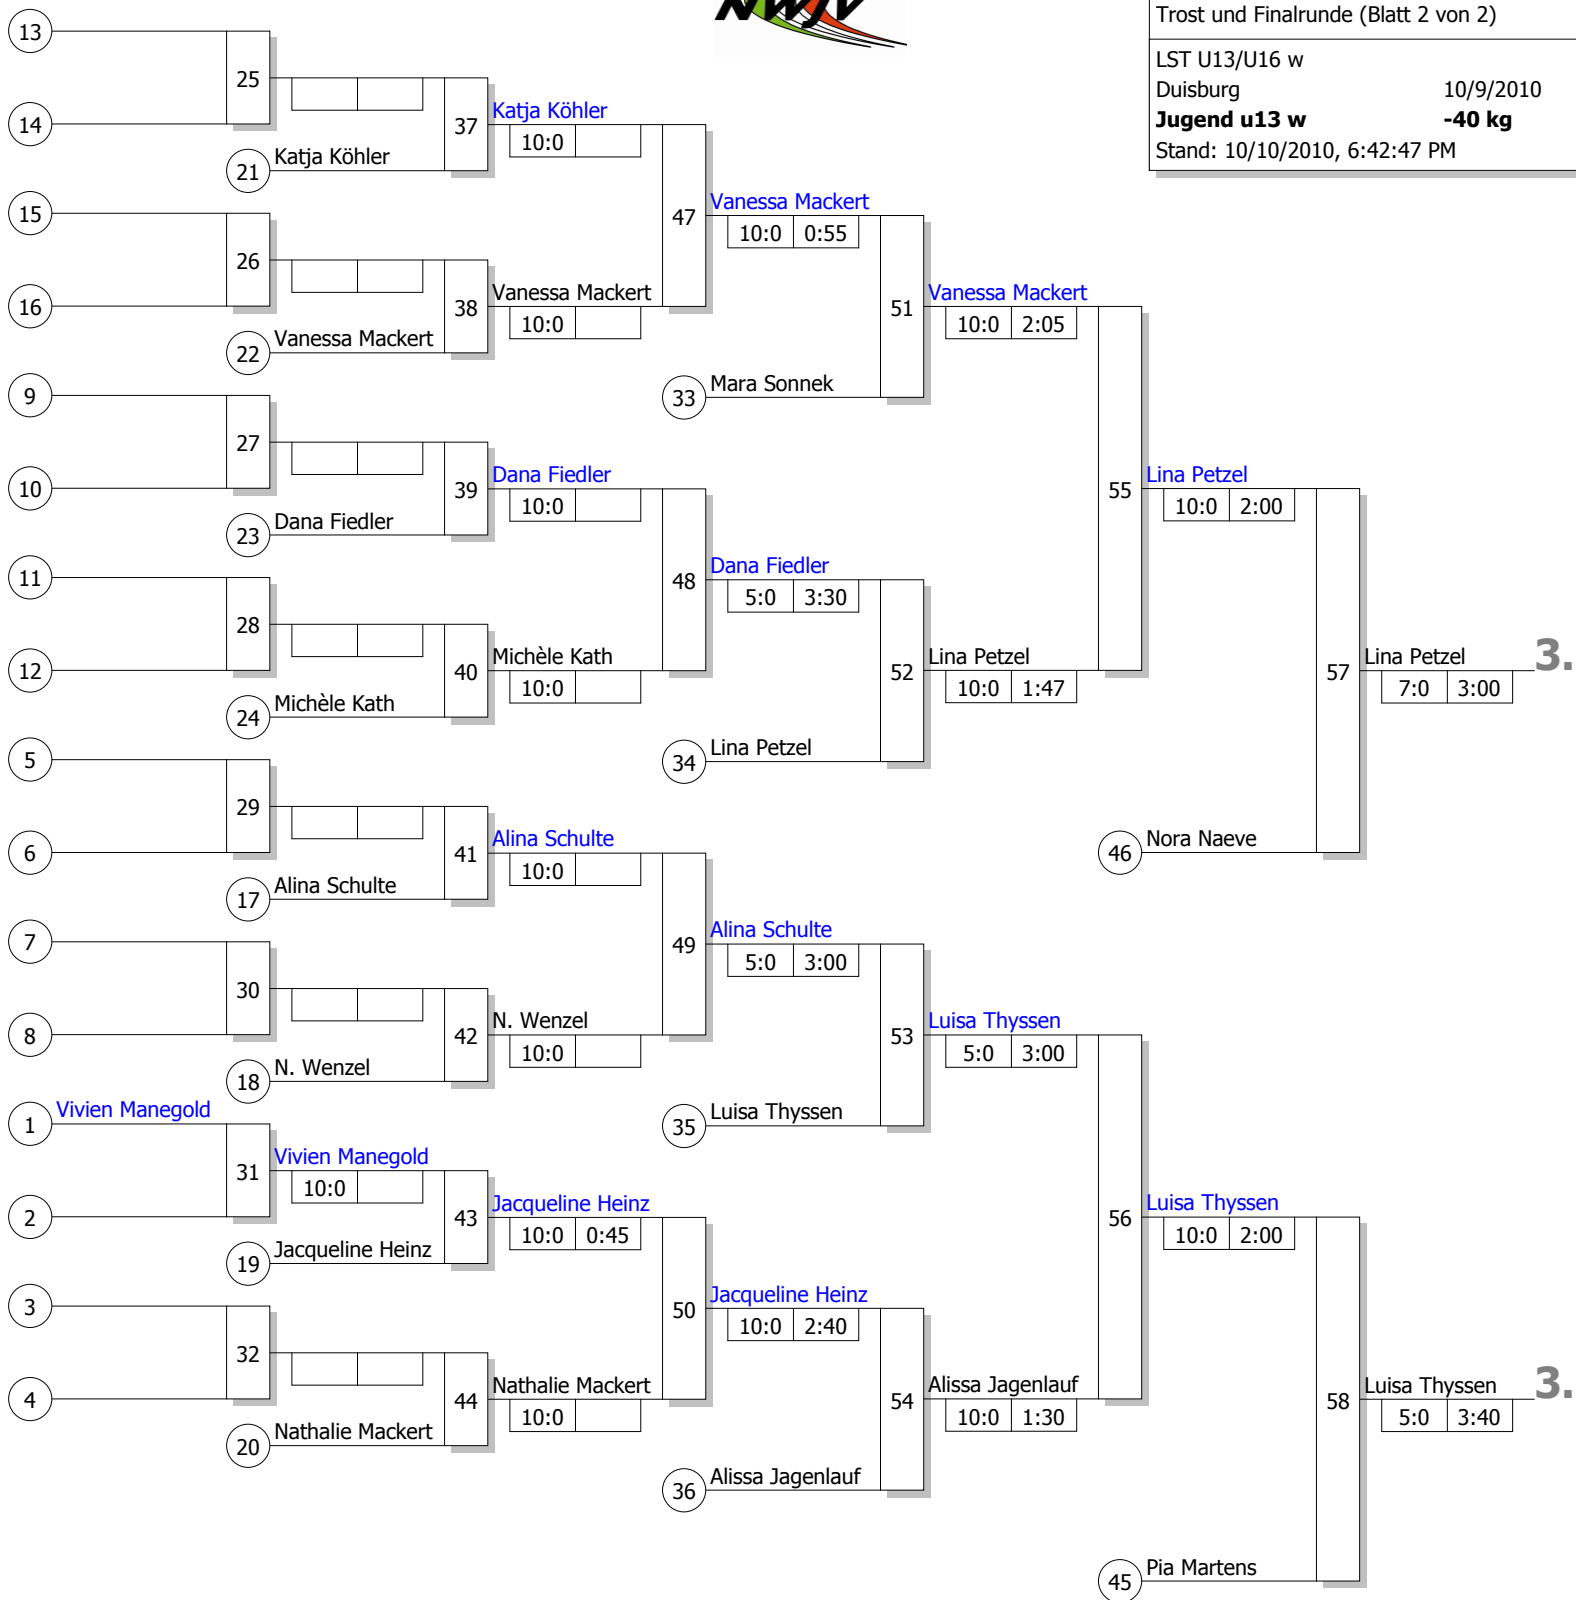 NWJV
Trost und Finalrunde (Blatt 2 von 2)
LST U13/U16 w
Duisburg 10/9/2010
Jugend u13 w -40 kg
Stand: 10/10/2010, 6:42:47 PM
13
25
14
37
Katja Köhler
10:0
21 Katja Köhler
15
47
Vanessa Mackert
10:0 0:55
26
16
38
Vanessa Mackert
10:0
22 Vanessa Mackert
51
Vanessa Mackert
10:0 2:05
33 Mara Sonnek
9
27
10
39
Dana Fiedler
10:0
23 Dana Fiedler
55
Lina Petzel
10:0 2:00
11
48
Dana Fiedler
5:0 3:30
28
12
40
Michèle Kath
10:0
24 Michèle Kath
52
Lina Petzel
10:0 1:47
34 Lina Petzel
57
Lina Petzel 3.
7:0 3:00
46 Nora Naeve
5
29
6
41
Alina Schulte
10:0
17 Alina Schulte
7
49
Alina Schulte
5:0 3:00
30
8
42
N. Wenzel
10:0
18 N. Wenzel
53
Luisa Thyssen
5:0 3:00
35 Luisa Thyssen
1 Vivien Manegold
31
Vivien Manegold
10:0
2
43
Jacqueline Heinz
10:0 0:45
19 Jacqueline Heinz
56
Luisa Thyssen
10:0 2:00
3
50
Jacqueline Heinz
10:0 2:40
32
4
44
Nathalie Mackert
10:0
20 Nathalie Mackert
54
Alissa Jagenlauf
10:0 1:30
36 Alissa Jagenlauf
58
Luisa Thyssen 3.
5:0 3:40
45 Pia Martens